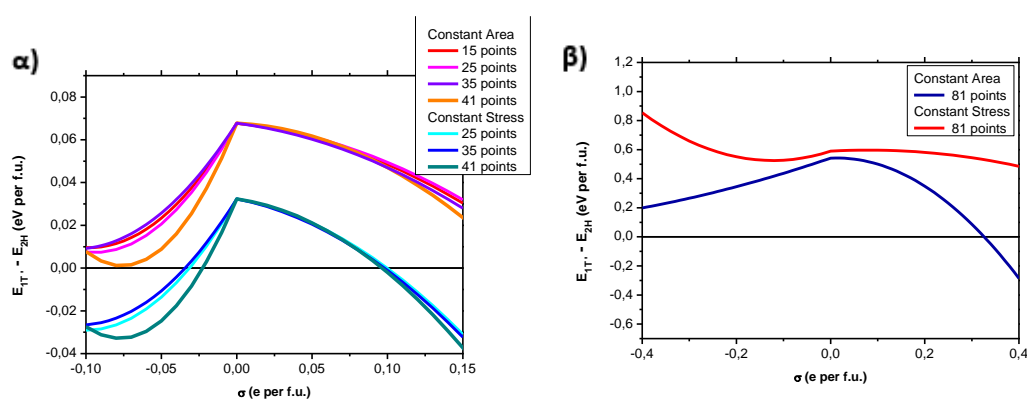 α)
Constant Area
15 points
25 points
35 points
41 points
Constant Stress
25 points
35 points
41 points
0,08
0,06
0,04
0,02
0,00
-0,02
-0,04
E1T' - E2H (eV per f.u.)
-0,10 -0,05 0,00 0,05 0,10 0,15
σ (e per f.u.)
β)
Constant Area
81 points
Constant Stress
81 points
1,2
1,0
0,8
0,6
0,4
0,2
0,0
-0,2
-0,4
-0,6
E1T' - E2H (eV per f.u.)
-0,4 -0,2 0,0 0,2 0,4
σ (e per f.u.)